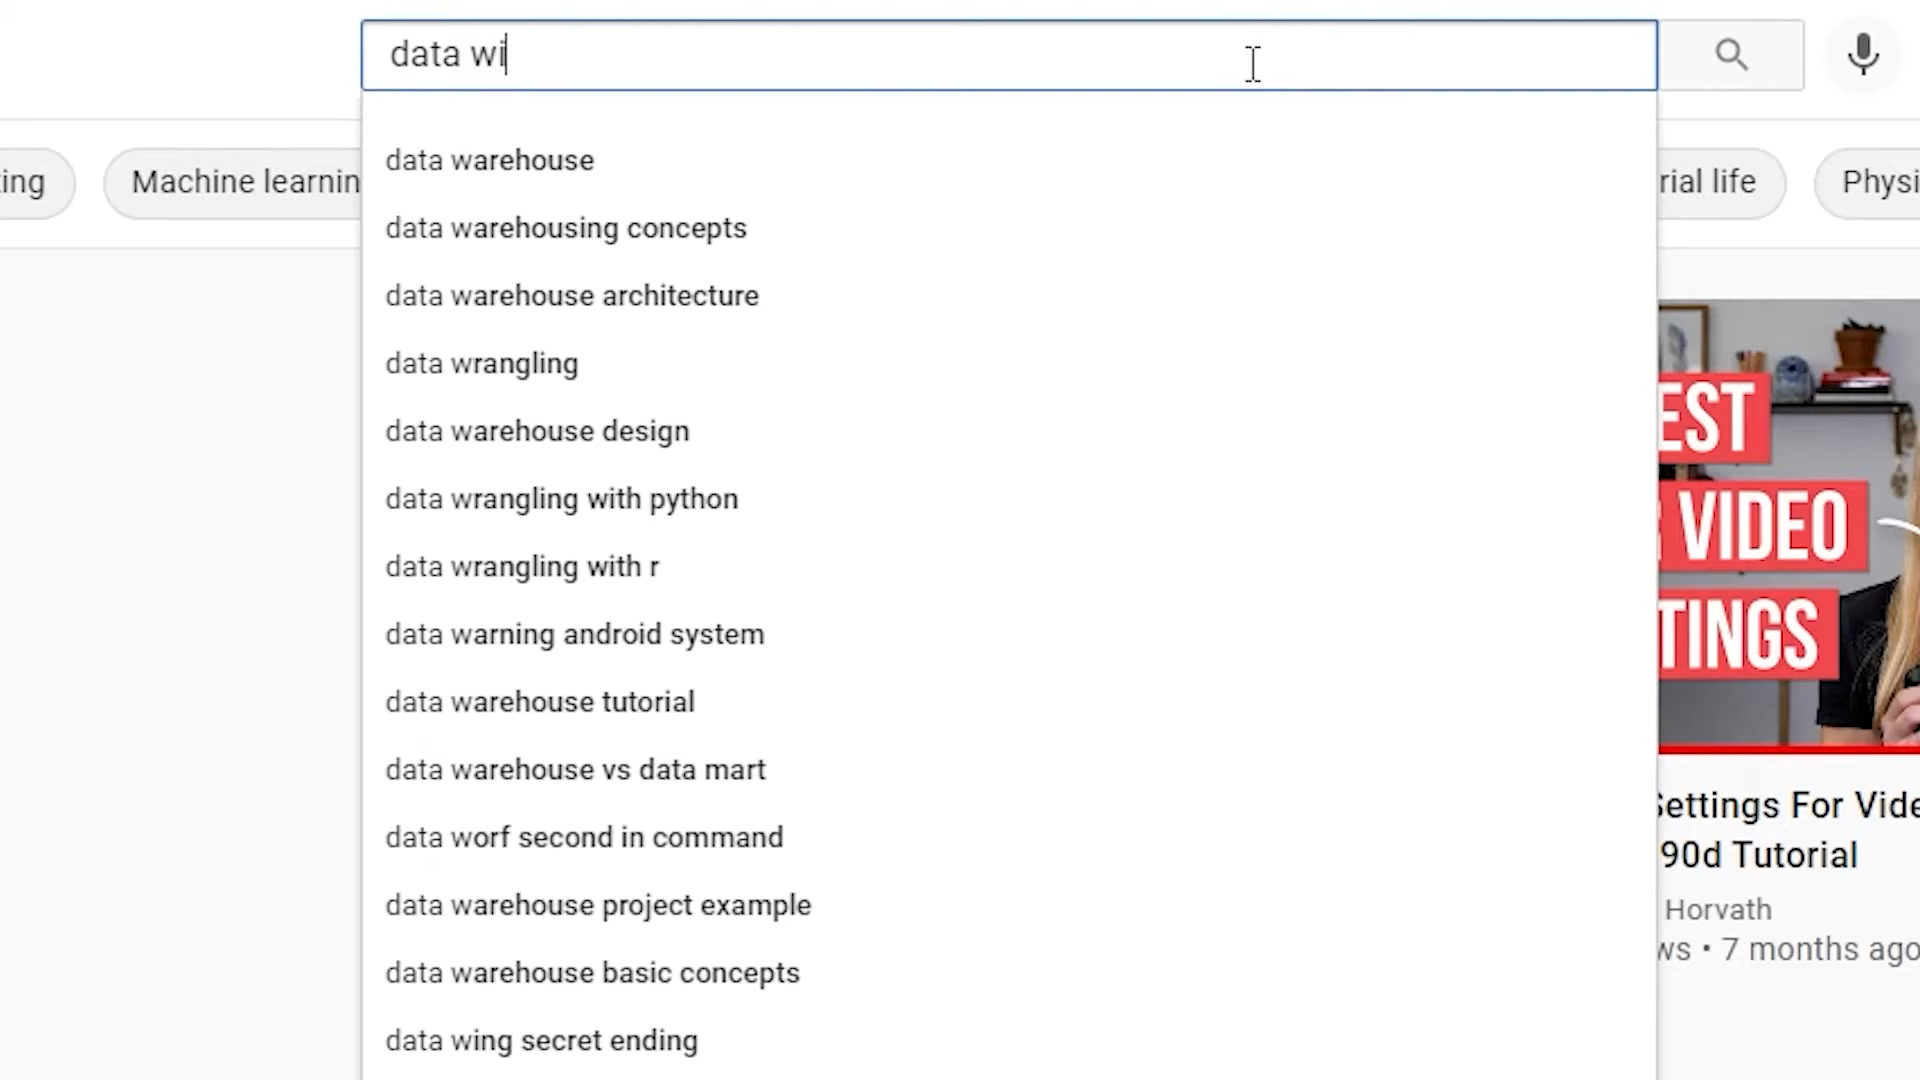 data wi
ing
Machine learnin
rial life
Physi
data warehouse
data warehousing concepts
data warehouse architecture
data wrangling
data warehouse design
data wrangling with python
data wrangling with r
data warning android system
data warehouse tutorial
data warehouse vs data mart
data worf second in command
data warehouse project example
data warehouse basic concepts
data wing secret ending
EST
VIDEO
TINGS
Settings For Vide
90d Tutorial
Horvath
ws • 7 months ago